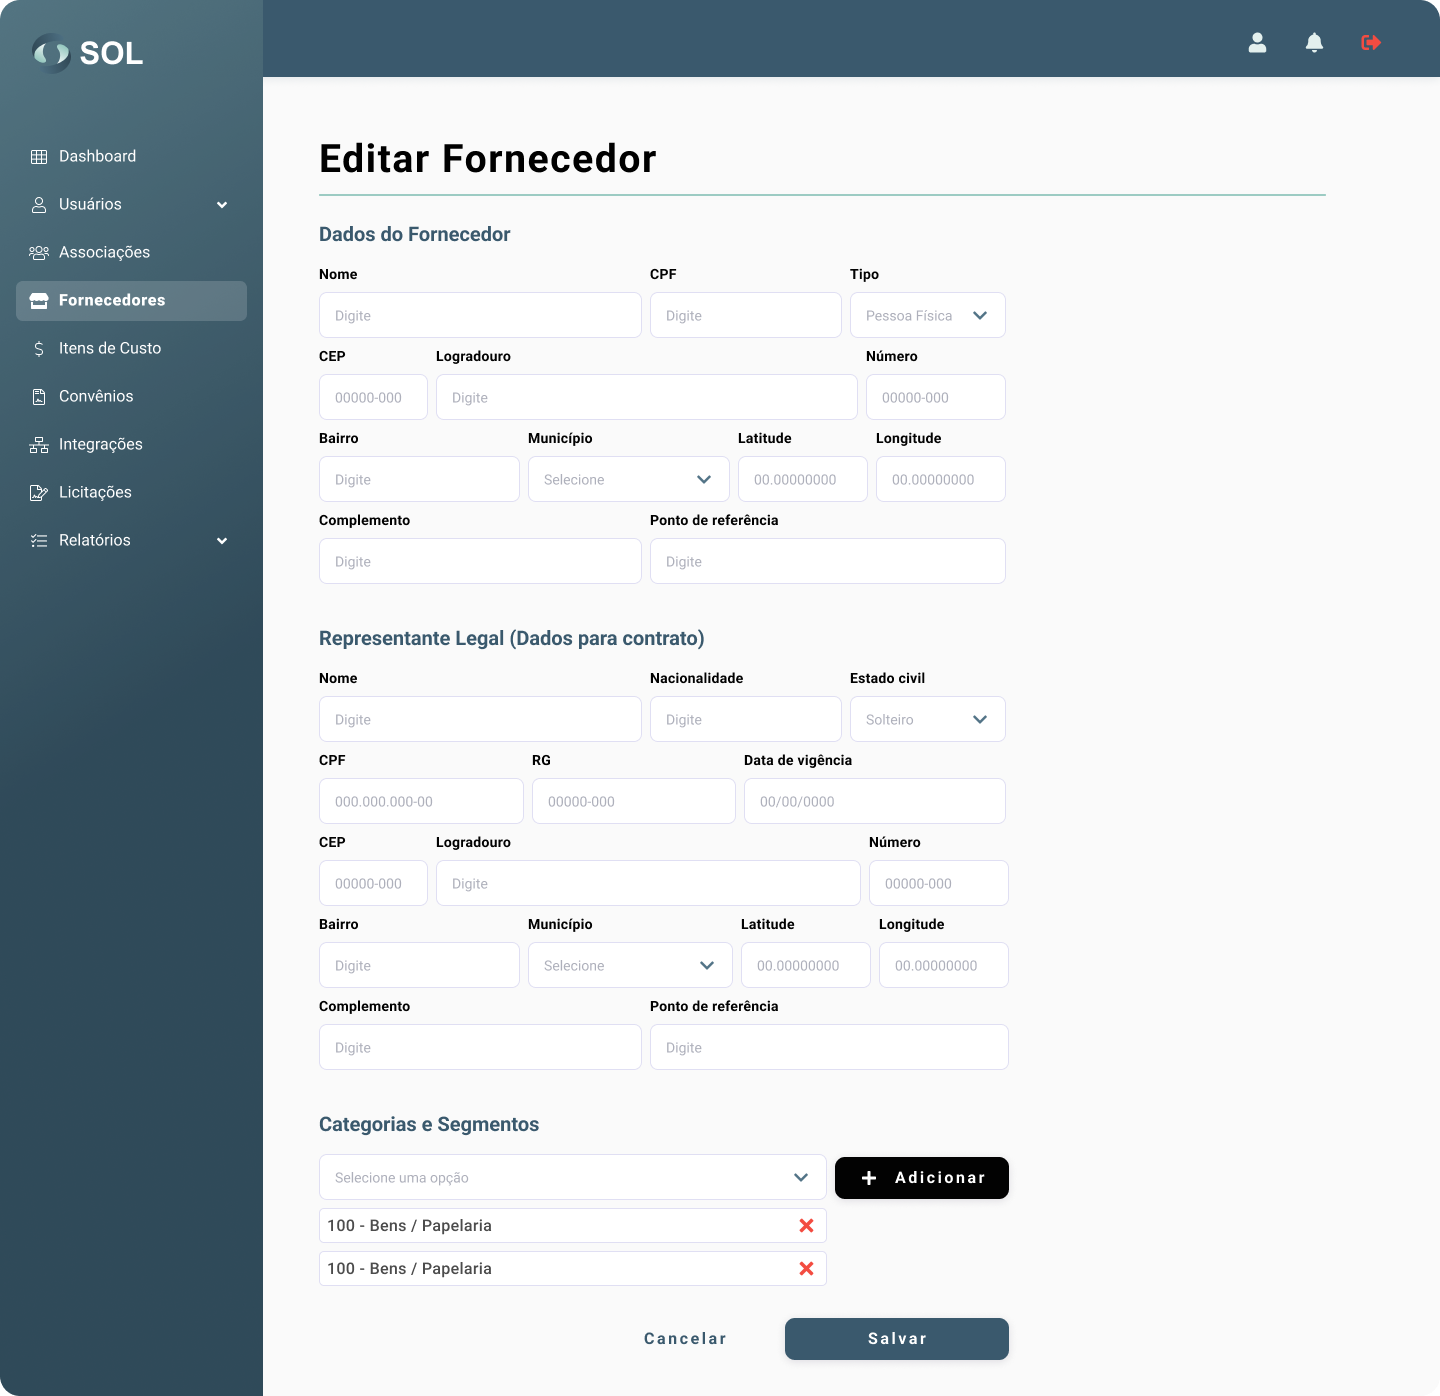 SOL
Dashboard
Usuários
Associações
Fornecedores
Itens de Custo
Convênios
Integrações
Licitações
Relatórios
Editar Fornecedor
Dados do Fornecedor
Nome CPF Tipo
Digite Digite Pessoa Física
CEP Logradouro Número
00000-000 Digite 00000-000
Bairro Município Latitude Longitude
Digite Selecione 00.00000000 00.00000000
Complemento Ponto de referência
Digite Digite
Representante Legal (Dados para contrato)
Nome Nacionalidade Estado civil
Digite Digite Solteiro
CPF RG Data de vigência
000.000.000-00 00000-000 00/00/0000
CEP Logradouro Número
00000-000 Digite 00000-000
Bairro Município Latitude Longitude
Digite Selecione 00.00000000 00.00000000
Complemento Ponto de referência
Digite Digite
Categorias e Segmentos
Selecione uma opção Adicionar
100 - Bens / Papelaria
100 - Bens / Papelaria
Cancelar Salvar